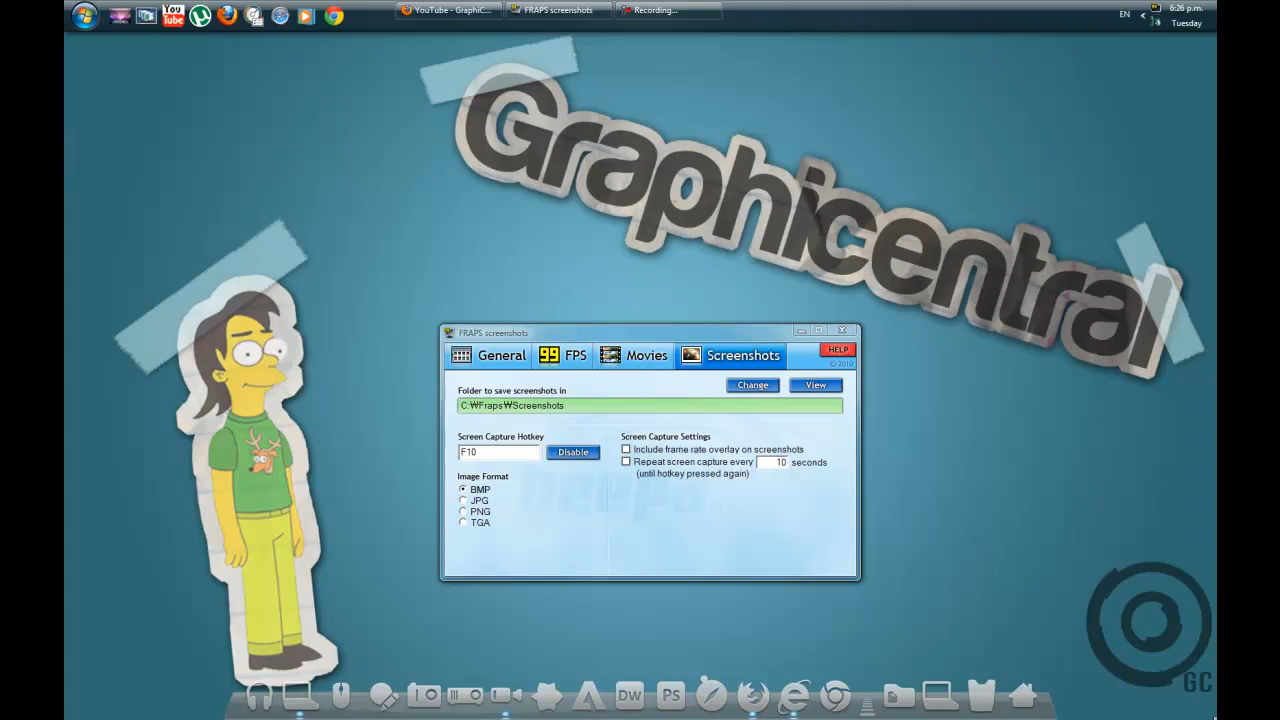 You Tube
YouTube - GraphiC...
FRAPS screenshots
Recording...
EN
6:26 p.m.
Tuesday
Graphicentral
FRAPS screenshots
General
99 FPS
Movies
Screenshots
HELP
© 2010
Folder to save screenshots in
Change
View
C:₩Fraps₩Screenshots
Screen Capture Hotkey
F10
Disable
Screen Capture Settings
Include frame rate overlay on screenshots
Repeat screen capture every 10 seconds
(until hotkey pressed again)
Image Format
BMP
JPG
PNG
TGA
beepa
DW
PS
GC